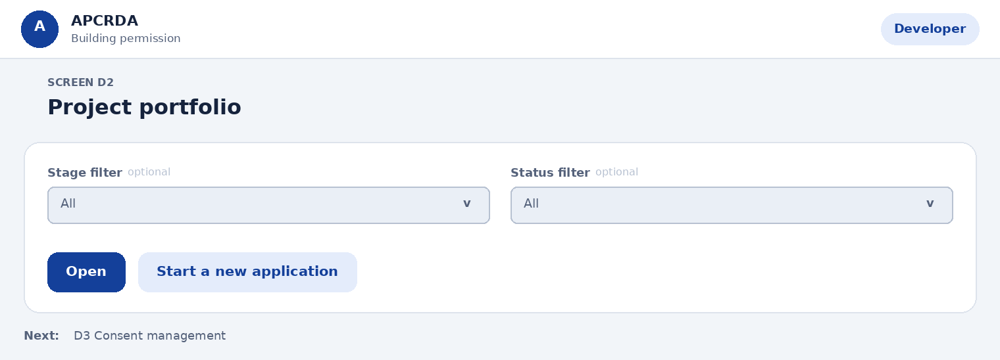 A
APCRDA
Building permission
Developer
SCREEN D2
Project portfolio
Stage filter optional
Status filter optional
All v
All v
Open
Start a new application
Next: D3 Consent management